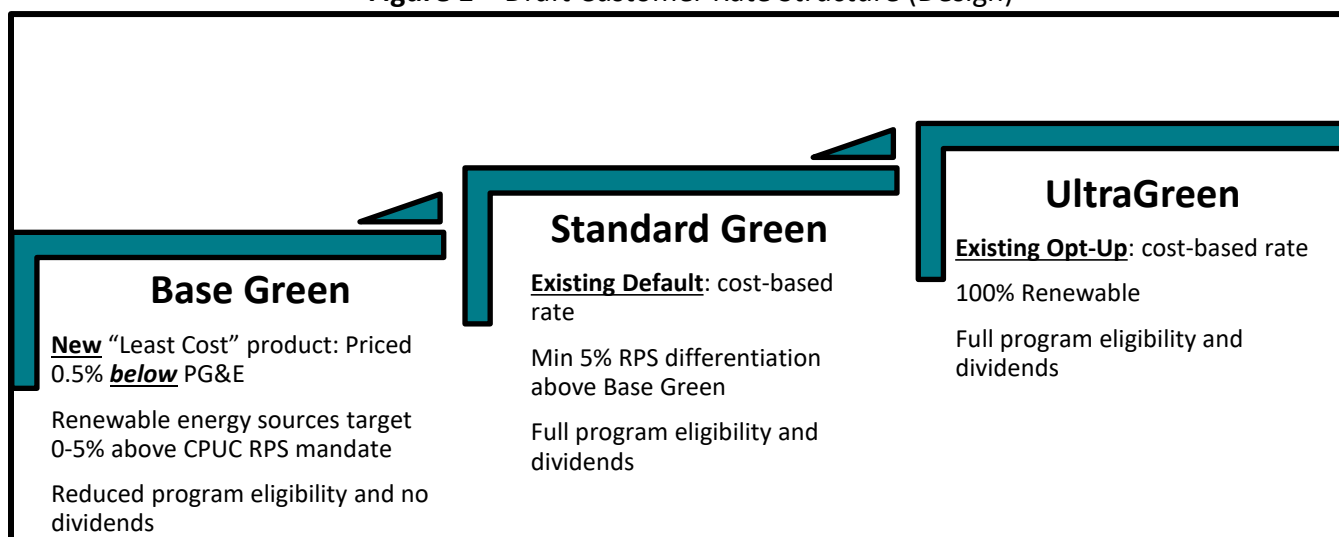 Base Green
New “Least Cost” product: Priced
0.5% below PG&E
Renewable energy sources target
0-5% above CPUC RPS mandate
Reduced program eligibility and no
dividends
Standard Green
Existing Default: cost-based
rate
Min 5% RPS differentiation
above Base Green
Full program eligibility and
dividends
UltraGreen
Existing Opt-Up: cost-based rate
100% Renewable
Full program eligibility and
dividends